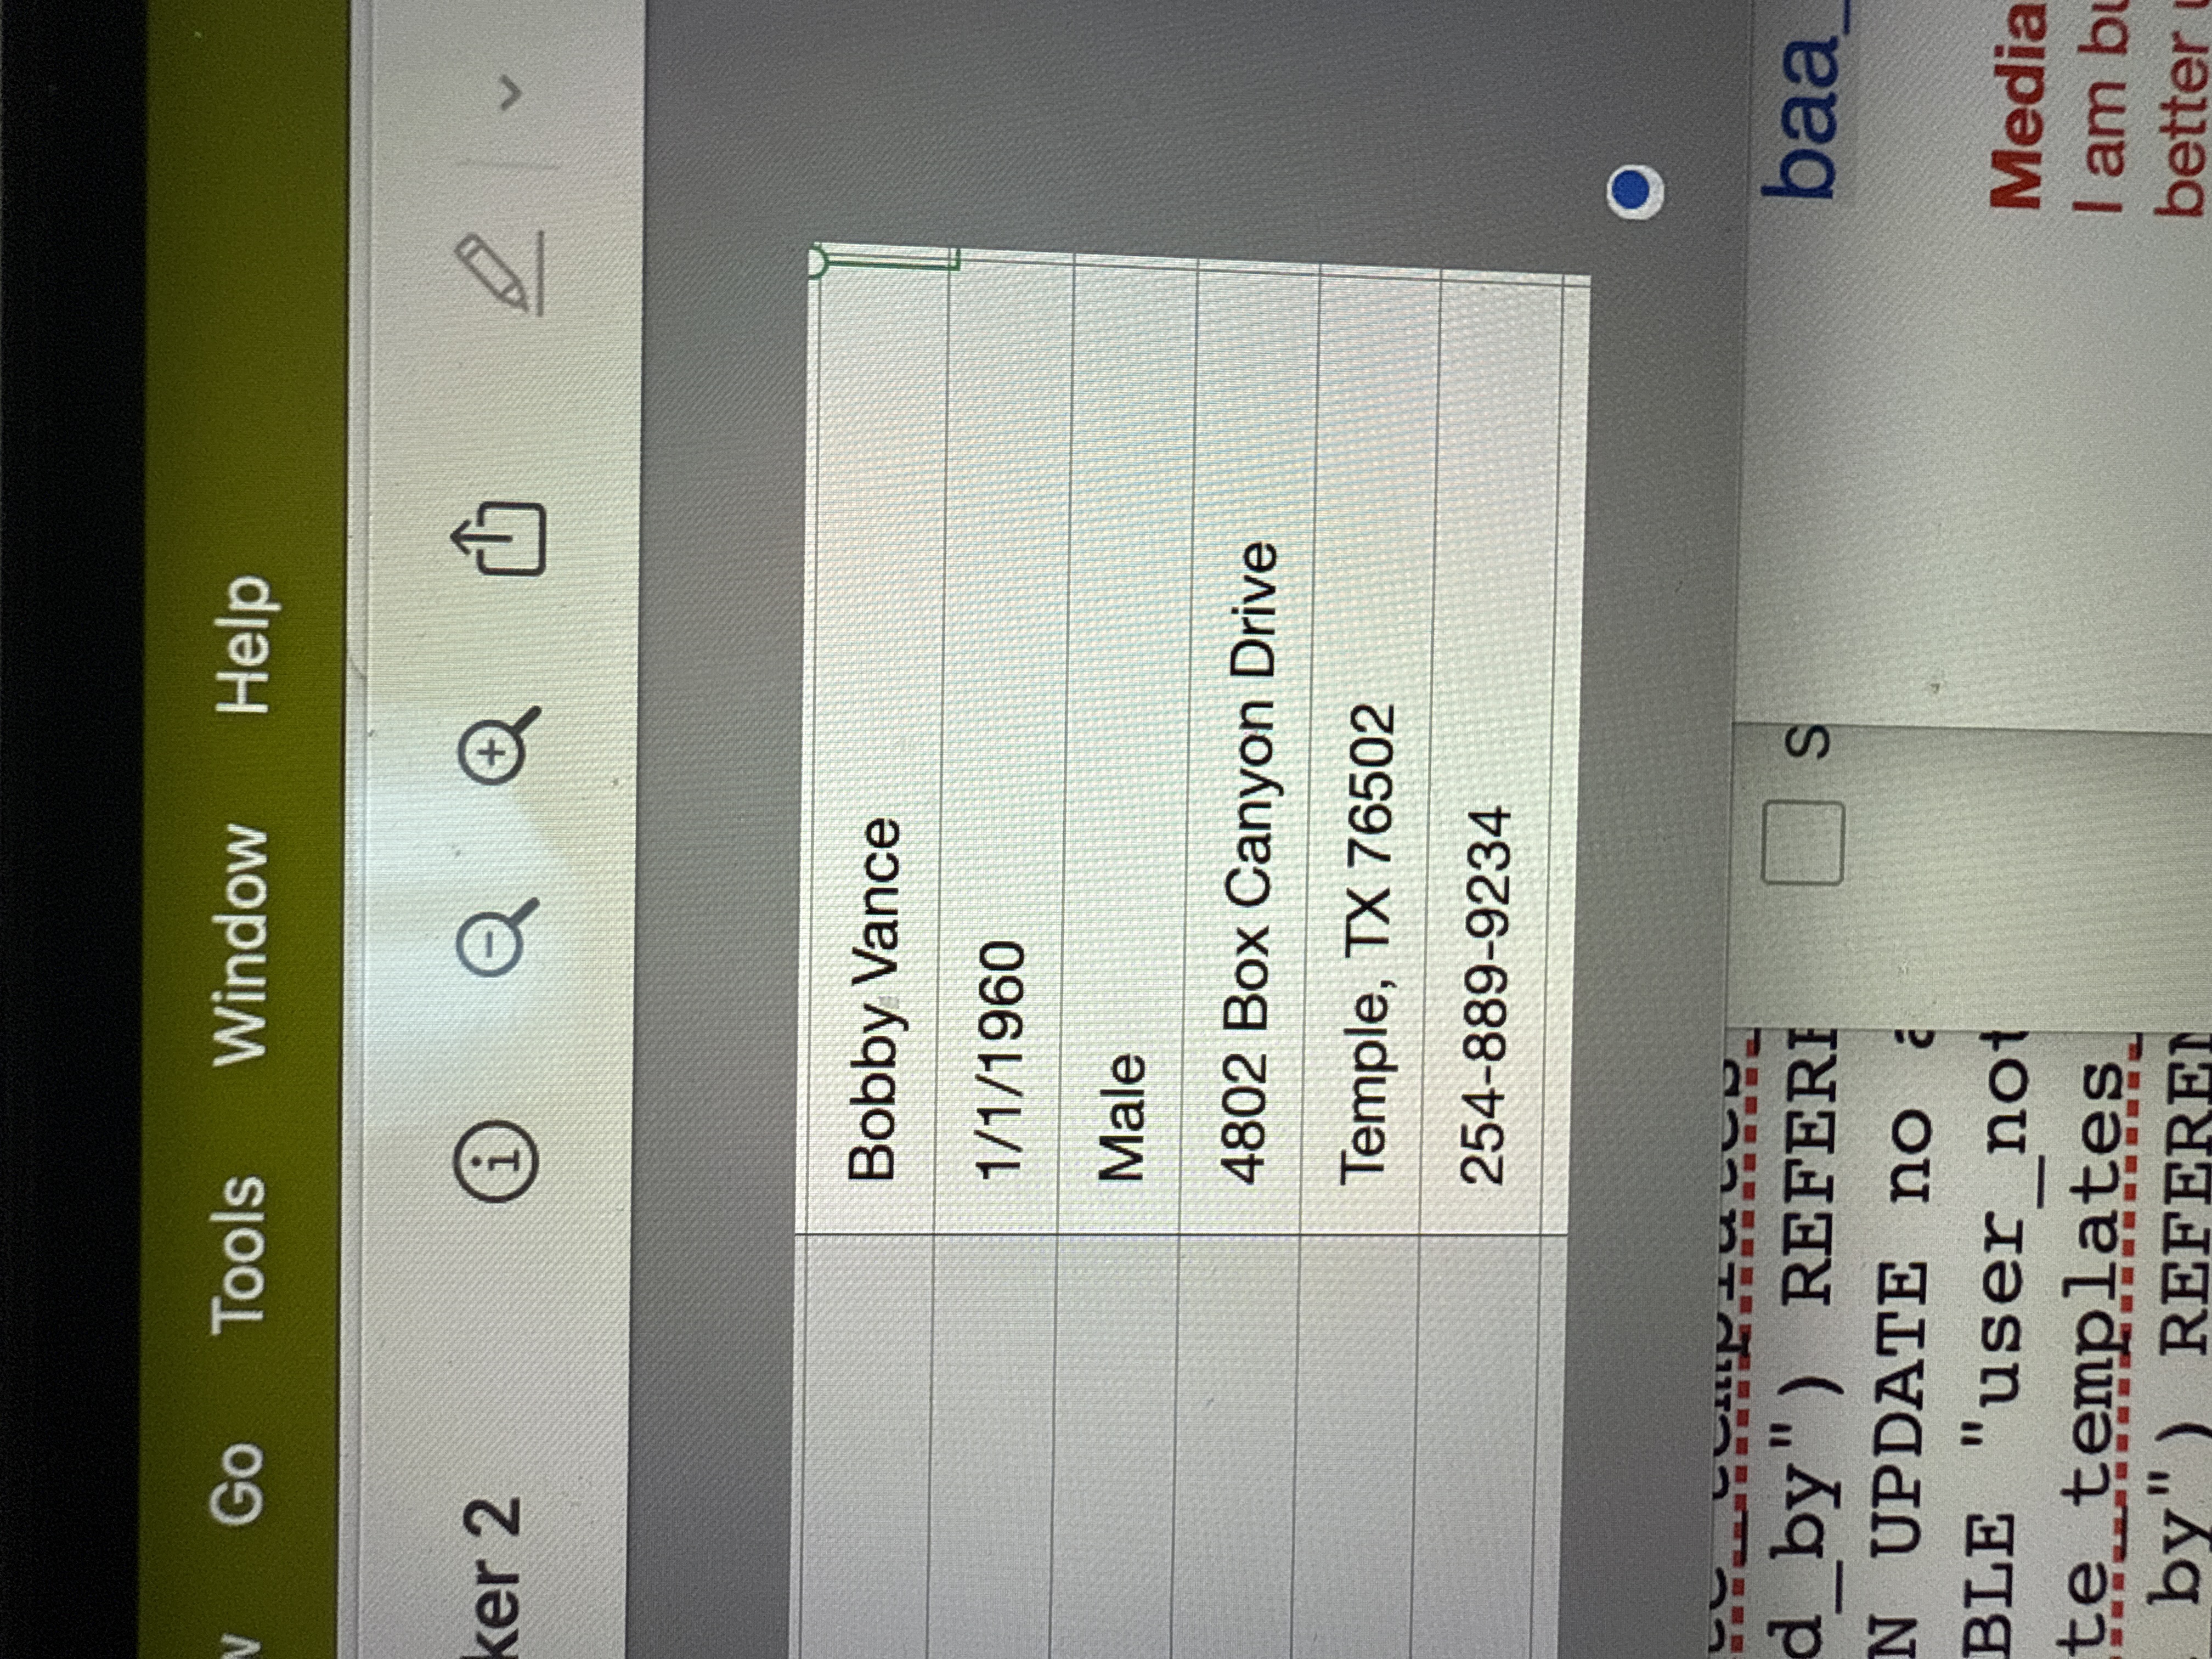 Go Tools Window Help
ker 2
Bobby Vance
1/1/1960
Male
4802 Box Canyon Drive
Temple, TX 76502
254-889-9234
d_by") REFERE
N UPDATE no a
BLE "user_not
te_templates_
_by") REFEREN
S
baa_
Media
I am bu
better